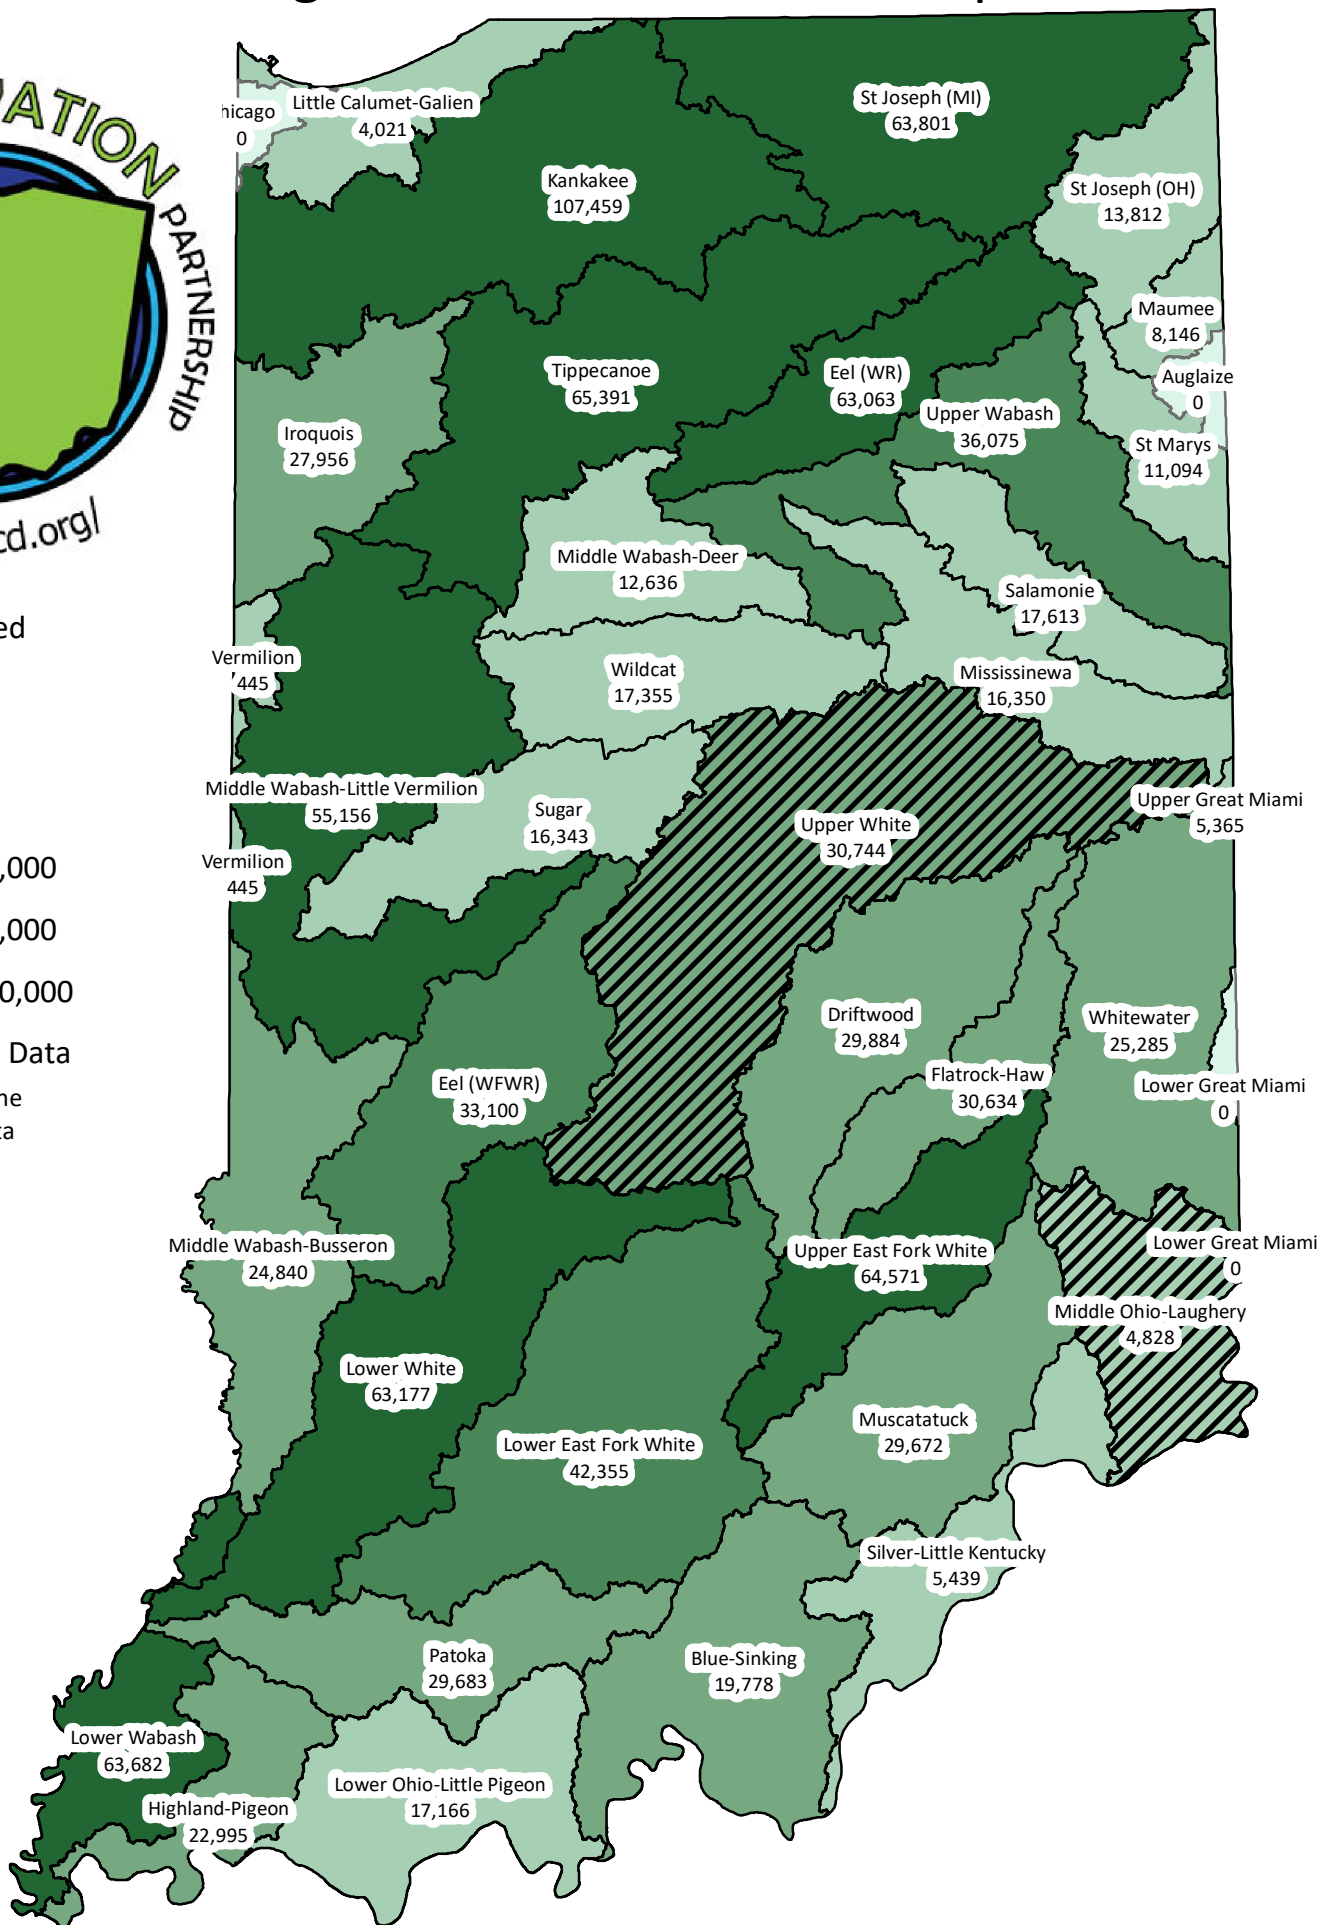 PARTNERSHIP
hicago
0
Little Calumet-Galien
4,021
St Joseph (MI)
63,801
Kankakee
107,459
St Joseph (OH)
13,812
Maumee
8,146
Tippecanoe
65,391
Eel (WR)
63,063
Auglaize
0
Upper Wabash
36,075
Iroquois
27,956
St Marys
11,094
cd.org/
Middle Wabash-Deer
12,636
Salamonie
17,613
ed
Vermilion
445
Wildcat
17,355
Mississinewa
16,350
Middle Wabash-Little Vermilion
55,156
Sugar
16,343
Upper White
30,744
Upper Great Miami
5,365
Vermilion
445
,000
,000
0,000
Data
ne
ta
Driftwood
29,884
Whitewater
25,285
Eel (WFWR)
33,100
Flatrock-Haw
30,634
Lower Great Miami
0
Middle Wabash-Busseron
24,840
Upper East Fork White
64,571
Lower Great Miami
0
Middle Ohio-Laughery
4,828
Lower White
63,177
Muscatatuck
29,672
Lower East Fork White
42,355
Silver-Little Kentucky
5,439
Patoka
29,683
Blue-Sinking
19,778
Lower Wabash
63,682
Lower Ohio-Little Pigeon
17,166
Highland-Pigeon
22,995